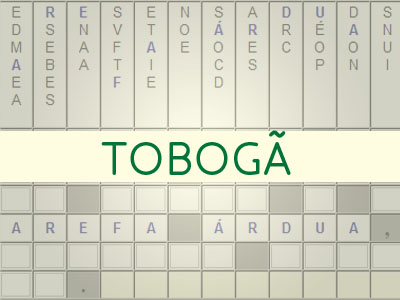 E R E S E N S A D U D S
D S N V T O Á R R É A N
M E A F A E O E C O O U
A B A T I C S P N I
E E F E D
A S
TOBOGÃ
A R E F A Á R D U A ,
.